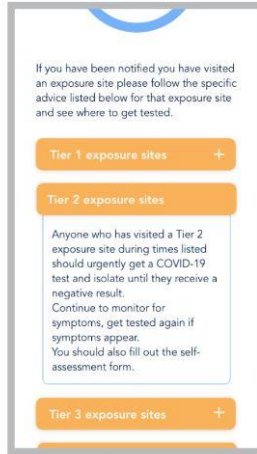 If you have been notified you have visited
an exposure site please follow the specific
advice listed below for that exposure site
and see where to get tested.
Tier 1 exposure sites +
Tier 2 exposure sites
Anyone who has visited a Tier 2
exposure site during times listed
should urgently get a COVID-19
test and isolate until they receive a
negative result.
Continue to monitor for
symptoms, get tested again if
symptoms appear.
You should also fill out the self-
assessment form.
Tier 3 exposure sites +